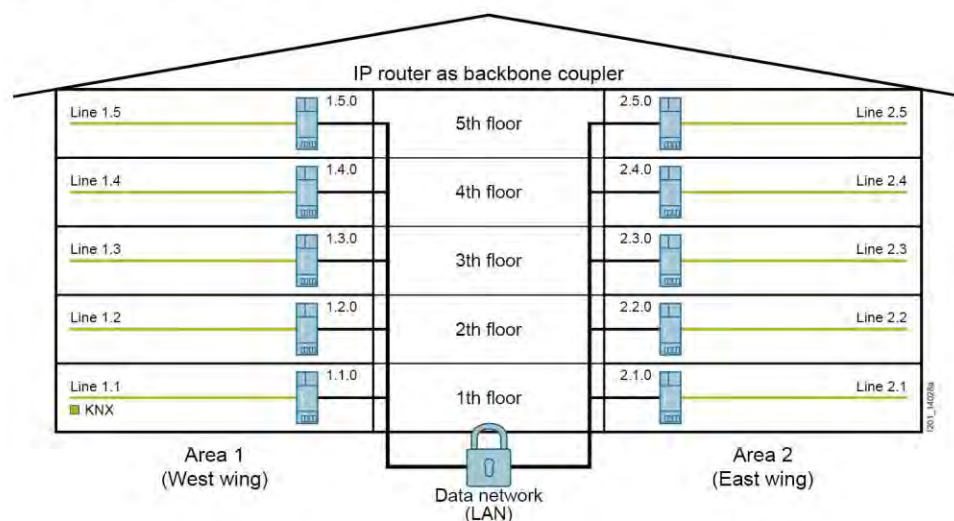 IP router as backbone coupler
Line 1.5
1.5.0
5th floor
2.5.0
Line 2.5
Line 1.4
1.4.0
4th floor
2.4.0
Line 2.4
Line 1.3
1.3.0
3th floor
2.3.0
Line 2.3
Line 1.2
1.2.0
2th floor
2.2.0
Line 2.2
Line 1.1
1.1.0
1th floor
2.1.0
Line 2.1
KNX
I201_14028a
Area 1
(West wing)
Area 2
(East wing)
Data network
(LAN)